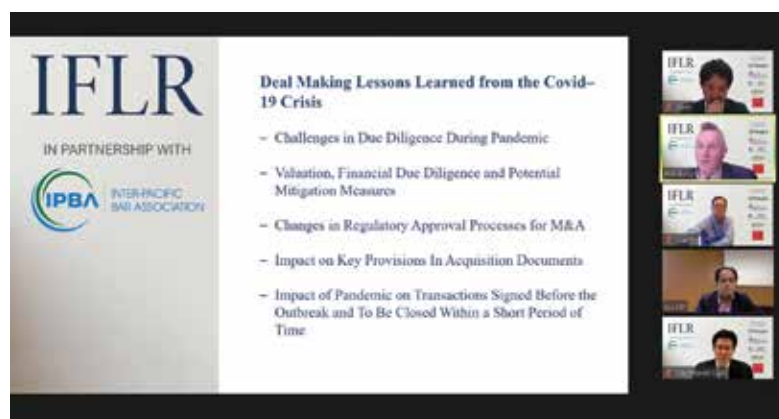 IFLR
IN PARTNERSHIP WITH
IPBA
INTER-PACIFIC
BAR ASSOCIATION
Deal Making Lessons Learned from the Covid–
19 Crisis
– Challenges in Due Diligence During Pandemic
– Valuation, Financial Due Diligence and Potential
Mitigation Measures
– Changes in Regulatory Approval Processes for M&A
– Impact on Key Provisions In Acquisition Documents
– Impact of Pandemic on Transactions Signed Before the
Outbreak and To Be Closed Within a Short Period of
Time
IFLR
IFLR
IFLR
IFLR